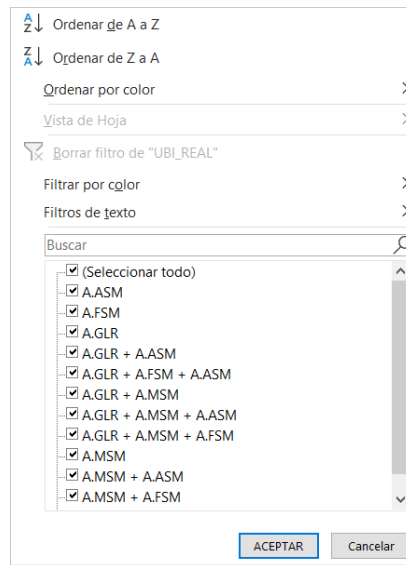 Ordenar de A a Z
Ordenar de Z a A
Ordenar por color
Vista de Hoja
Borrar filtro de "UBI_REAL"
Filtrar por color
Filtros de texto
Buscar
(Seleccionar todo)
A.ASM
A.FSM
A.GLR
A.GLR + A.ASM
A.GLR + A.FSM + A.ASM
A.GLR + A.MSM
A.GLR + A.MSM + A.ASM
A.GLR + A.MSM + A.FSM
A.MSM
A.MSM + A.ASM
A.MSM + A.FSM
ACEPTAR Cancelar